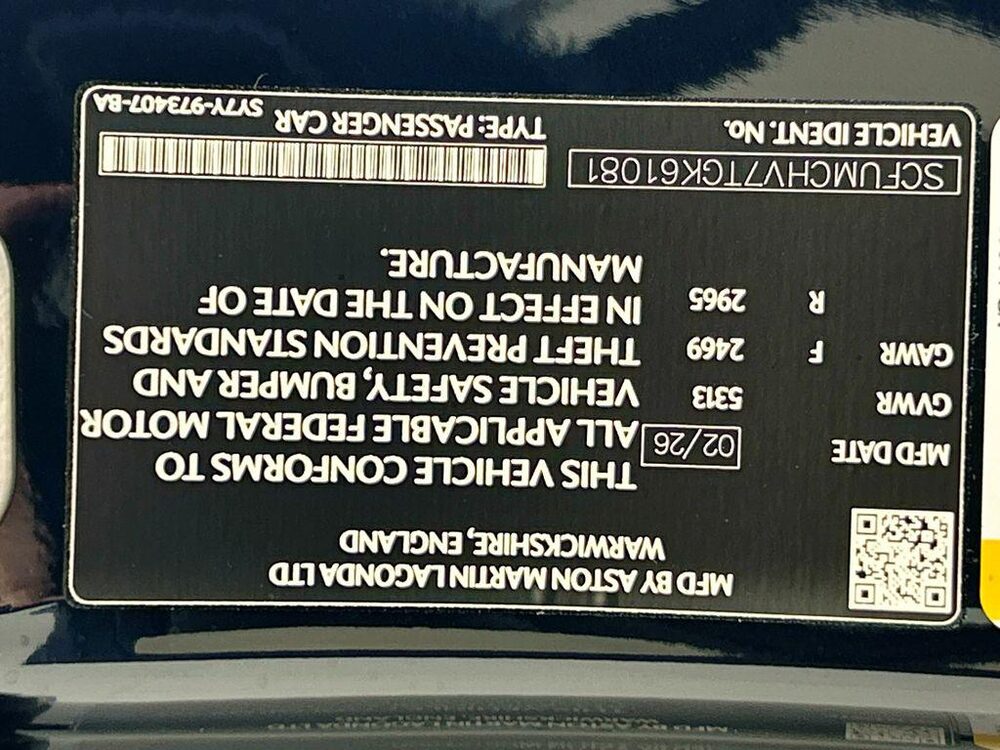 MFD BY ASTON MARTIN LAGONDA LTD
WARWICKSHIRE, ENGLAND
MFD DATE 02/26
GVWR 5313
GAWR F 2469
R 2965
THIS VEHICLE CONFORMS TO
ALL APPLICABLE FEDERAL MOTOR
VEHICLE SAFETY, BUMPER AND
THEFT PREVENTION STANDARDS
IN EFFECT ON THE DATE OF
MANUFACTURE.
SCFUMCHV7TGK61081
VEHICLE IDENT. No.
TYPE: PASSENGER CAR
SY7Y-973407-BA